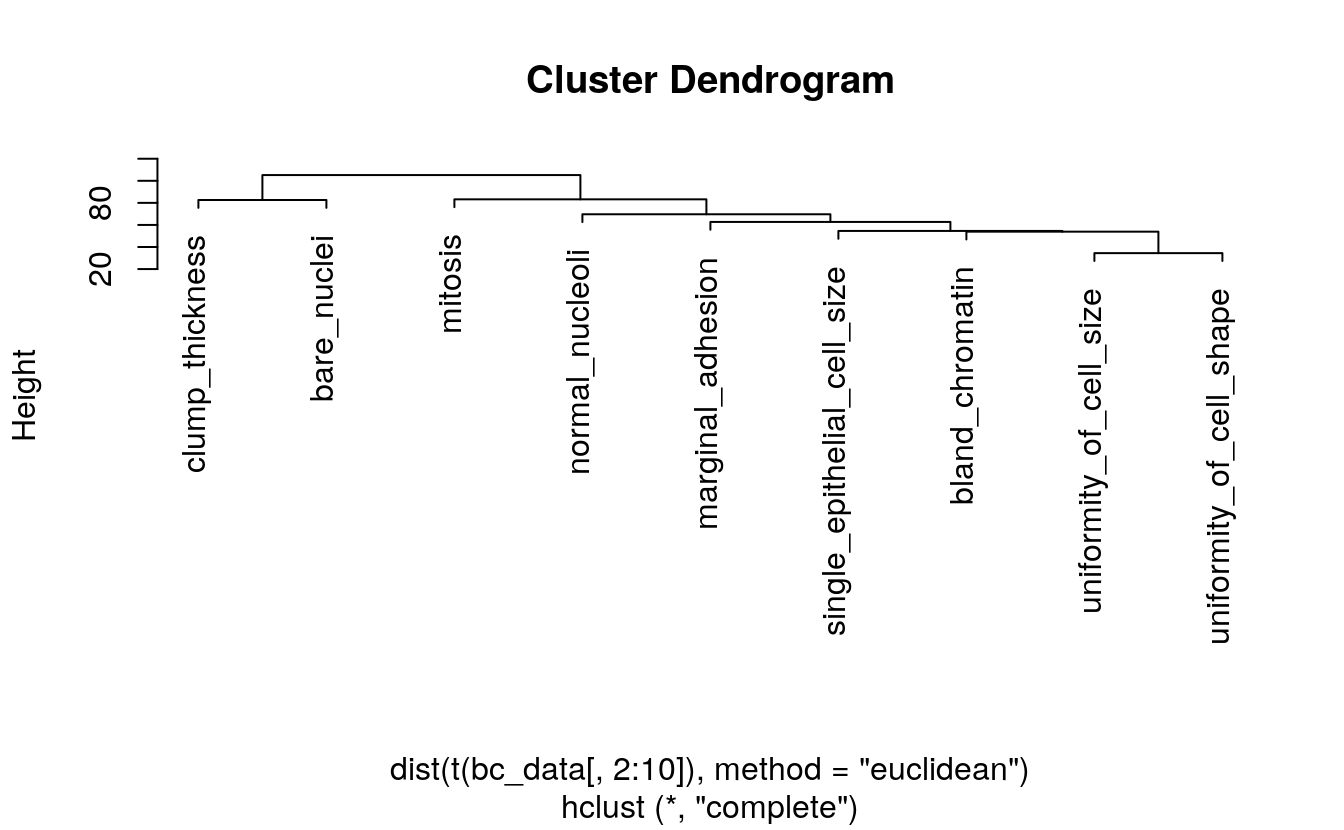 Cluster Dendrogram
80
20
Height
clump_thickness
bare_nuclei
mitosis
normal_nucleoli
marginal_adhesion
single_epithelial_cell_size
bland_chromatin
uniformity_of_cell_size
uniformity_of_cell_shape
dist(t(bc_data[, 2:10]), method = "euclidean")
hclust (*, "complete")